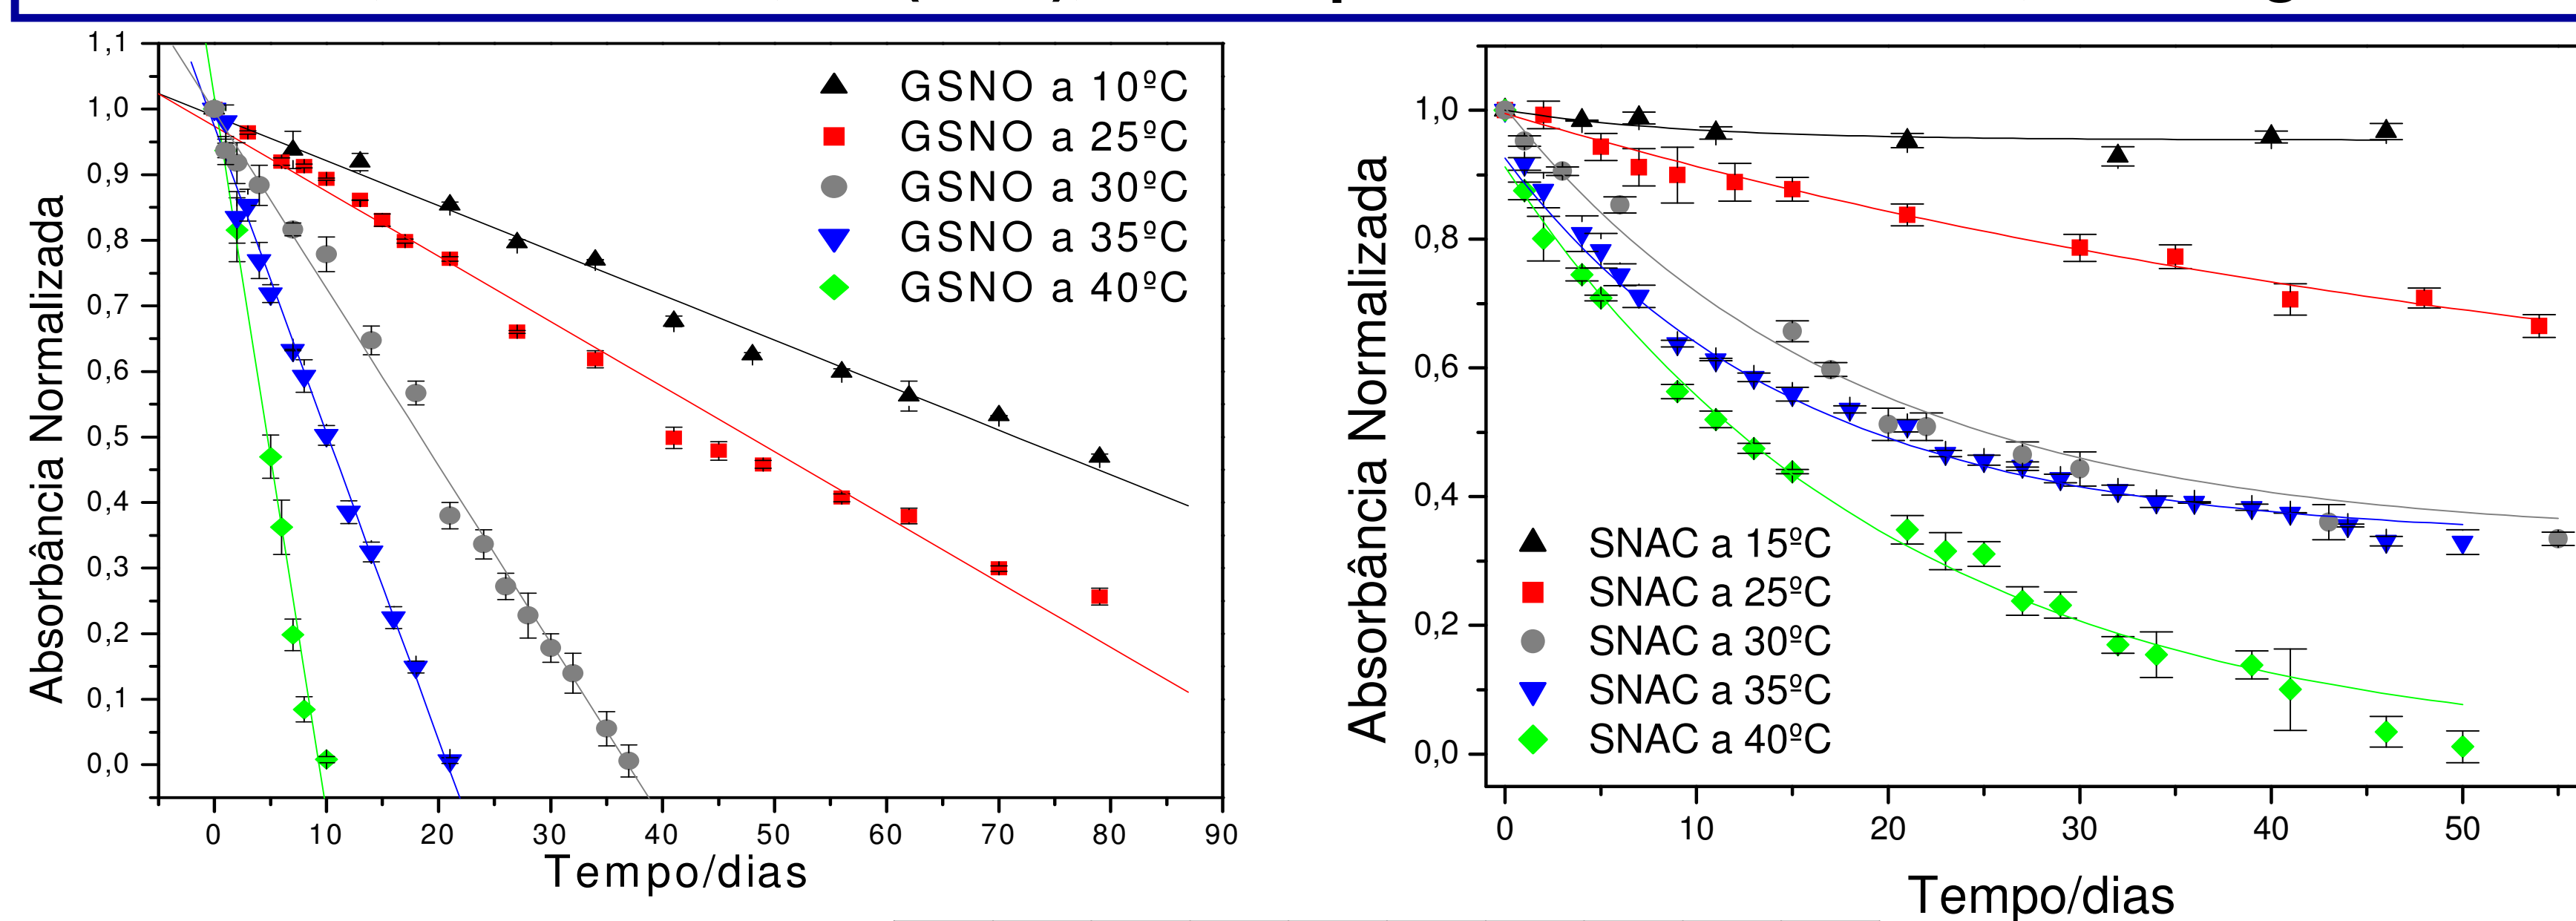 1,1
1,0
0,9
0,8
0,7
0,6
0,5
0,4
0,3
0,2
0,1
0,0
Absorbância Normalizada
GSNO a 10ºC
GSNO a 25ºC
GSNO a 30ºC
GSNO a 35ºC
GSNO a 40ºC
0 10 20 30 40 50 60 70 80 90
Tempo/dias
1,0
0,8
0,6
0,4
0,2
0,0
Absorbância Normalizada
SNAC a 15ºC
SNAC a 25ºC
SNAC a 30ºC
SNAC a 35ºC
SNAC a 40ºC
0 10 20 30 40 50
Tempo/dias